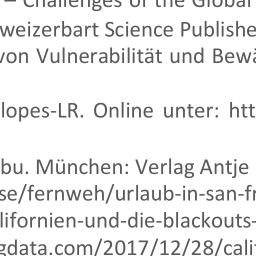 – Challenges of the Global
weizerbart Science Publishe
von Vulnerabilität und Bewä
lopes-LR. Online unter: htt
bu. München: Verlag Antje
se/fernweh/urlaub-in-san-fr
lifornien-und-die-blackouts-
gdata.com/2017/12/28/cali